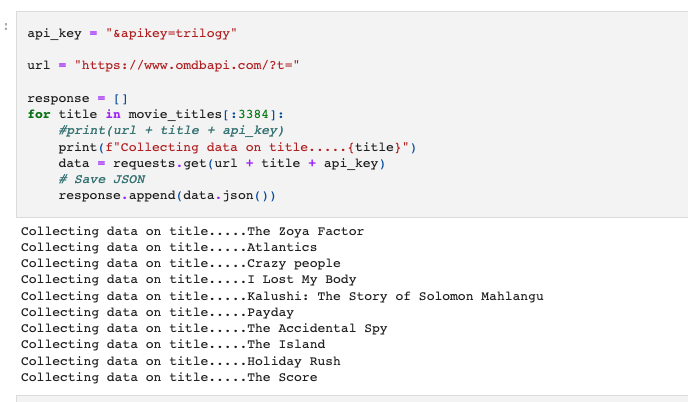 :
api_key = "&apikey=trilogy"
url = "https://www.omdbapi.com/?t="
response = []
for title in movie_titles[:3384]:
    #print(url + title + api_key)
    print(f"Collecting data on title.....{title}")
    data = requests.get(url + title + api_key)
    # Save JSON
    response.append(data.json())
Collecting data on title.....The Zoya Factor
Collecting data on title.....Atlantics
Collecting data on title.....Crazy people
Collecting data on title.....I Lost My Body
Collecting data on title.....Kalushi: The Story of Solomon Mahlangu
Collecting data on title.....Payday
Collecting data on title.....The Accidental Spy
Collecting data on title.....The Island
Collecting data on title.....Holiday Rush
Collecting data on title.....The Score